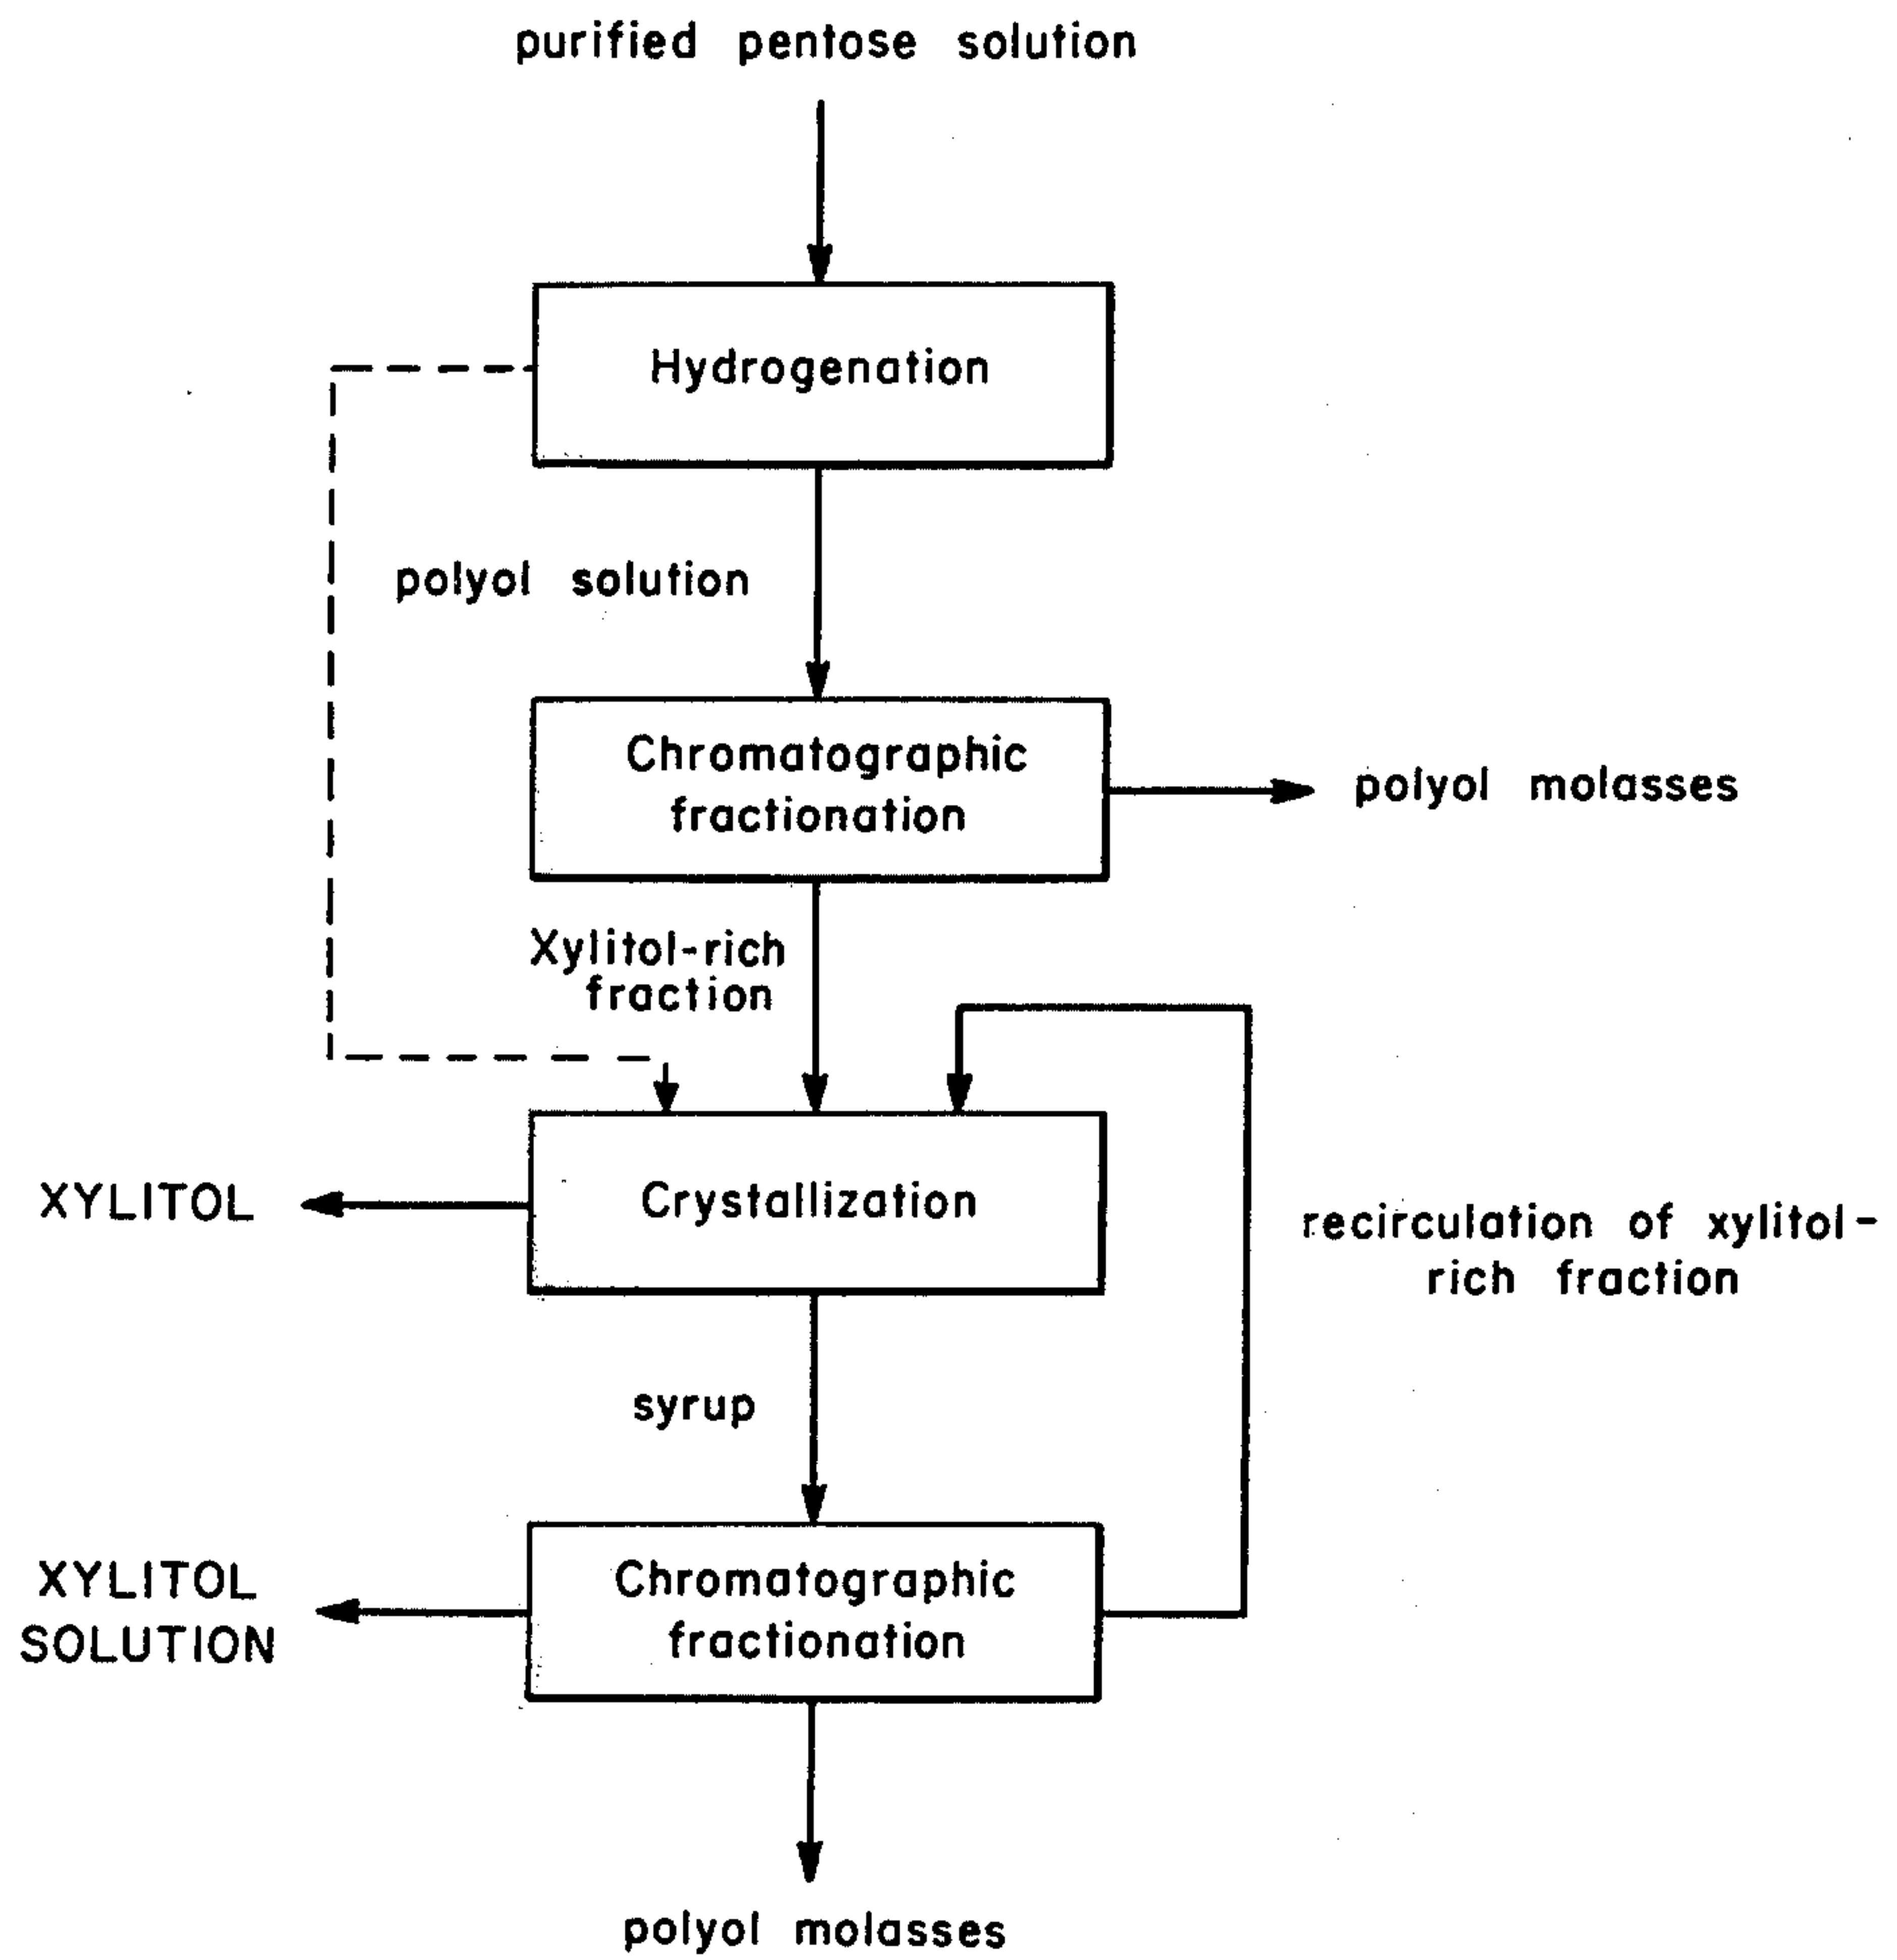 purified pentose solution
Hydrogenation
polyol solution
Chromatographic
fractionation
polyol molasses
Xylitol-rich
fraction
XYLITOL
Crystallization
recirculation of xylitol-
rich fraction
syrup
XYLITOL
SOLUTION
Chromatographic
fractionation
polyol molasses